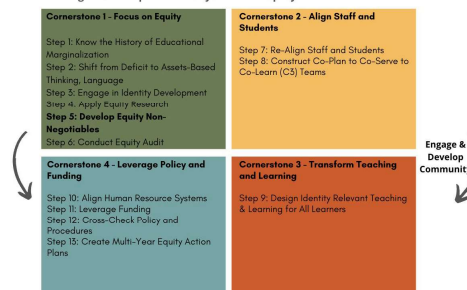 Cornerstone 1 - Focus on Equity
Step 1: Know the History of Educational
Marginalization
Step 2: Shift from Deficit to Assets-Based
Thinking, Language
Step 3: Engage in Identity Development
Step 4: Apply Equity Research
Step 5: Develop Equity Non-
Negotiables
Step 6: Conduct Equity Audit
Cornerstone 2 - Align Staff and
Students
Step 7: Re-Align Staff and Students
Step 8: Construct Co-Plan to Co-Serve to
Co-Learn (C3) Teams
Engage &
Develop
Community
Cornerstone 4 - Leverage Policy and
Funding
Step 10: Align Human Resource Systems
Step 11: Leverage Funding
Step 12: Cross-Check Policy and
Procedures
Step 13: Create Multi-Year Equity Action
Plans
Cornerstone 3 - Transform Teaching
and Learning
Step 9: Design Identity Relevant Teaching
& Learning for All Learners